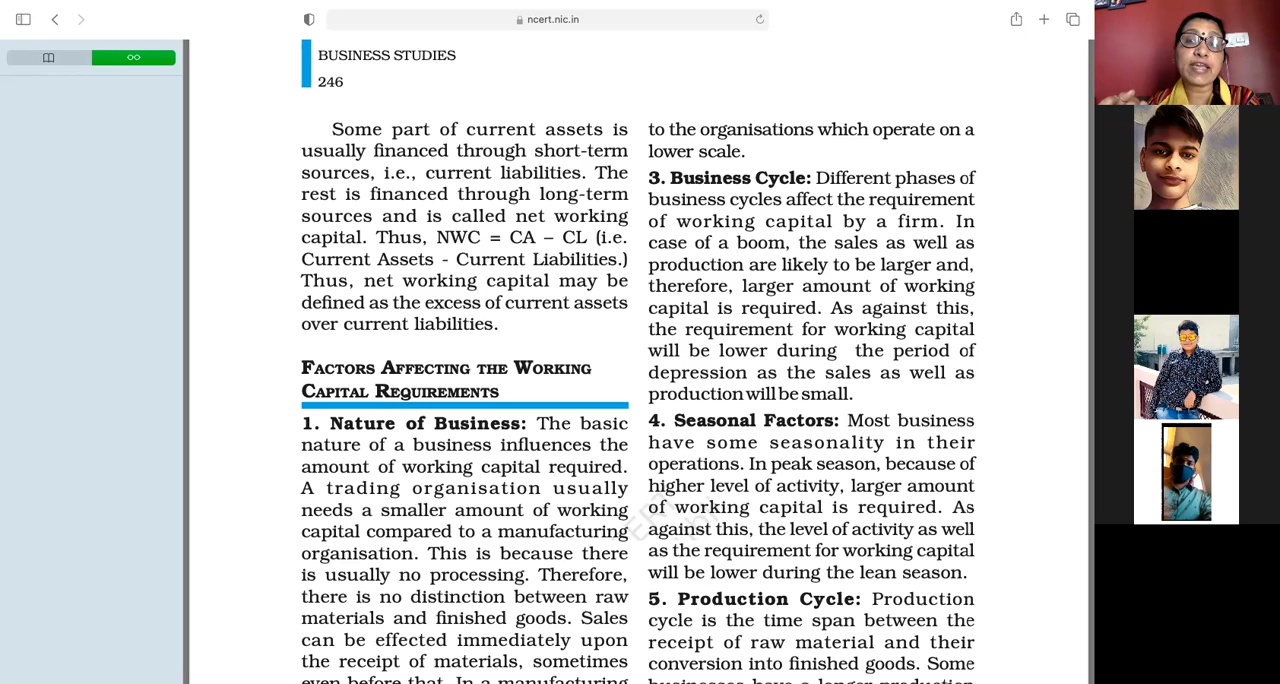 ncert.nic.in
BUSINESS STUDIES
246
Some part of current assets is
usually financed through short-term
sources, i.e., current liabilities. The
rest is financed through long-term
sources and is called net working
capital. Thus, NWC = CA – CL (i.e.
Current Assets - Current Liabilities.)
Thus, net working capital may be
defined as the excess of current assets
over current liabilities.
FACTORS AFFECTING THE WORKING
CAPITAL REQUIREMENTS
1. Nature of Business: The basic
nature of a business influences the
amount of working capital required.
A trading organisation usually
needs a smaller amount of working
capital compared to a manufacturing
organisation. This is because there
is usually no processing. Therefore,
there is no distinction between raw
materials and finished goods. Sales
can be effected immediately upon
the receipt of materials, sometimes
even before that. In a manufacturing
to the organisations which operate on a
lower scale.
3. Business Cycle: Different phases of
business cycles affect the requirement
of working capital by a firm. In
case of a boom, the sales as well as
production are likely to be larger and,
therefore, larger amount of working
capital is required. As against this,
the requirement for working capital
will be lower during the period of
depression as the sales as well as
production will be small.
4. Seasonal Factors: Most business
have some seasonality in their
operations. In peak season, because of
higher level of activity, larger amount
of working capital is required. As
against this, the level of activity as well
as the requirement for working capital
will be lower during the lean season.
5. Production Cycle: Production
cycle is the time span between the
receipt of raw material and their
conversion into finished goods. Some
businesses have a longer production